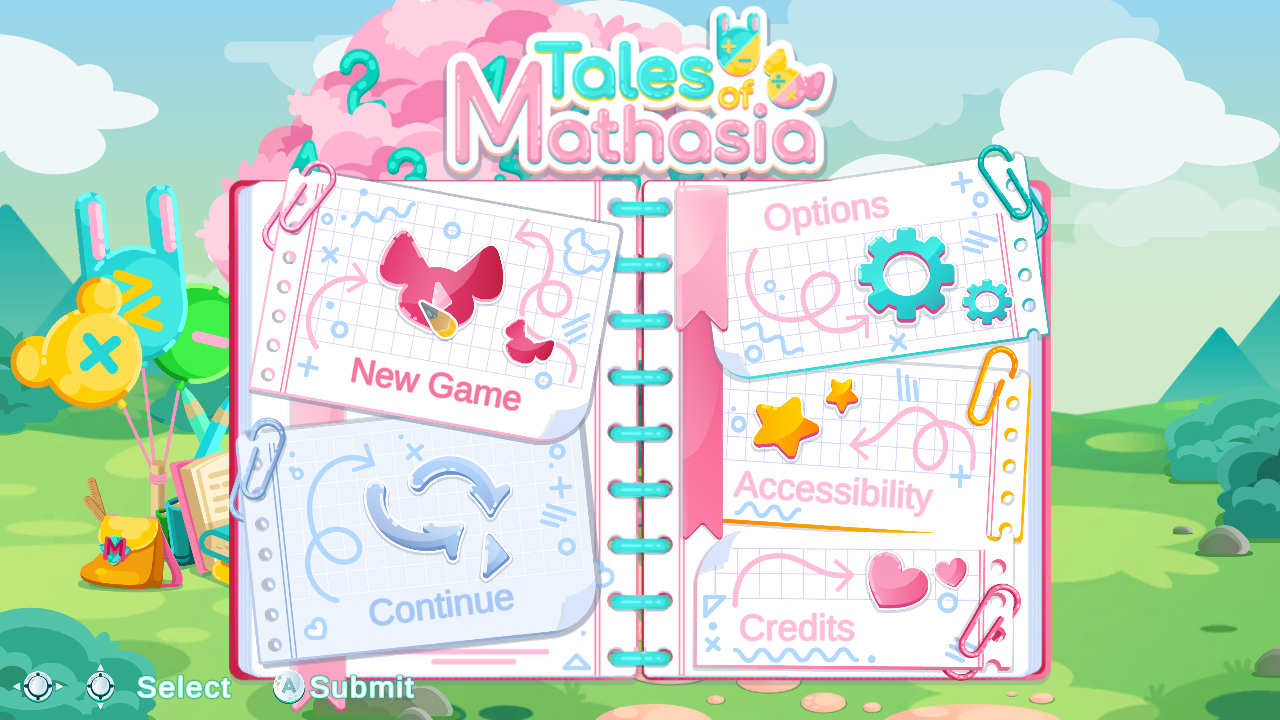 Tales
of
Mathasia
New Game
Continue
Options
Accessibility
Credits
M
Select
A Submit